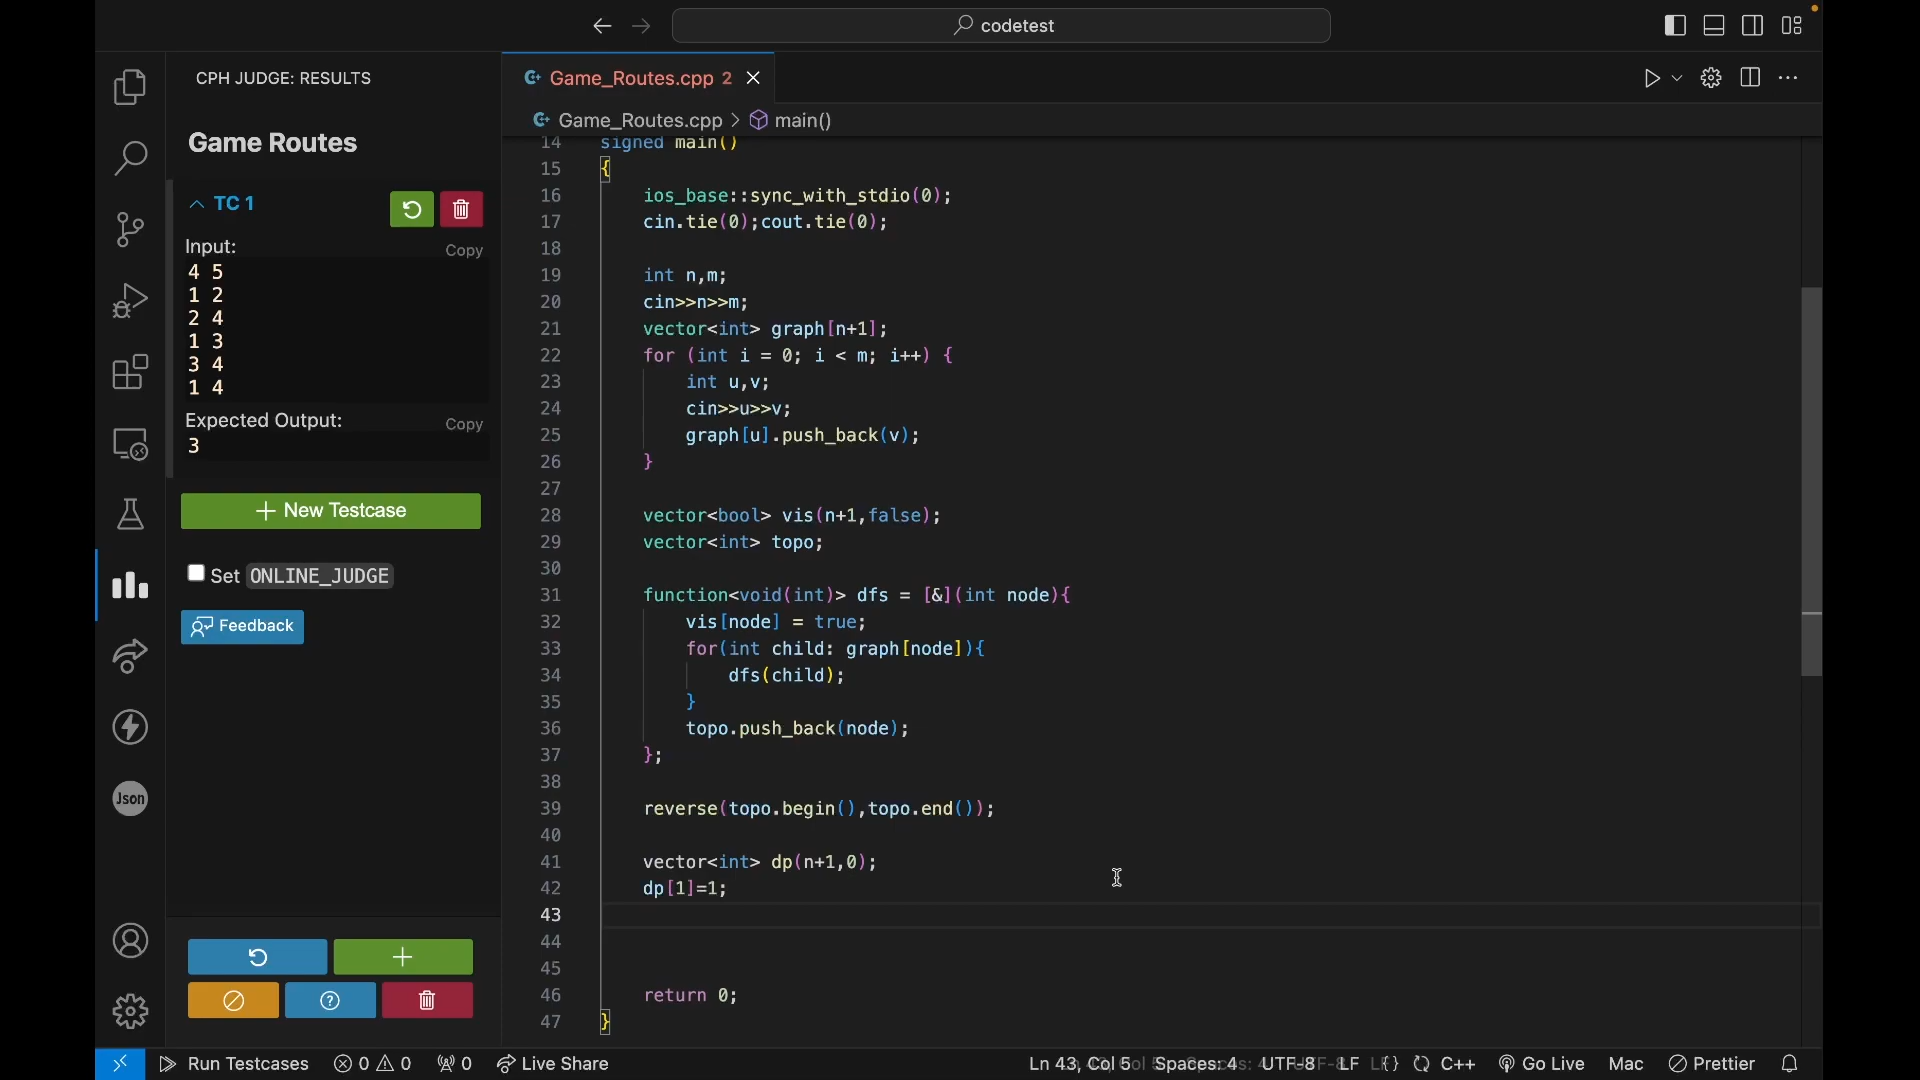 codetest
CPH JUDGE: RESULTS
Game_Routes.cpp 2
Game_Routes.cpp > main()
Game Routes
TC 1
Input:
Copy
4 5
1 2
2 4
1 3
3 4
1 4
Expected Output:
Copy
3
New Testcase
Set ONLINE_JUDGE
Feedback
Json
14 signed main()
15 {
16 ios_base::sync_with_stdio(0);
17 cin.tie(0);cout.tie(0);
18
19 int n,m;
20 cin>>n>>m;
21 vector<int> graph[n+1];
22 for (int i = 0; i < m; i++) {
23 int u,v;
24 cin>>u>>v;
25 graph[u].push_back(v);
26 }
27
28 vector<bool> vis(n+1,false);
29 vector<int> topo;
30
31 function<void(int)> dfs = [&](int node){
32 vis[node] = true;
33 for(int child: graph[node]){
34 dfs(child);
35 }
36 topo.push_back(node);
37 };
38
39 reverse(topo.begin(),topo.end());
40
41 vector<int> dp(n+1,0);
42 dp[1]=1;
43
44
45
46 return 0;
47 }
Run Testcases 0 0 0 Live Share Ln 43, Col 5 Spaces: 4 UTF-8 LF {} C++ Go Live Mac Prettier